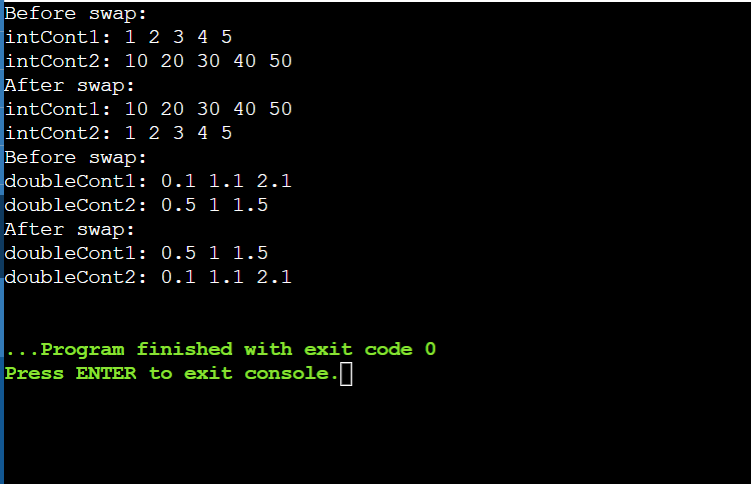 Before swap:
intCont1: 1 2 3 4 5
intCont2: 10 20 30 40 50
After swap:
intCont1: 10 20 30 40 50
intCont2: 1 2 3 4 5
Before swap:
doubleCont1: 0.1 1.1 2.1
doubleCont2: 0.5 1 1.5
After swap:
doubleCont1: 0.5 1 1.5
doubleCont2: 0.1 1.1 2.1
...Program finished with exit code 0
Press ENTER to exit console.